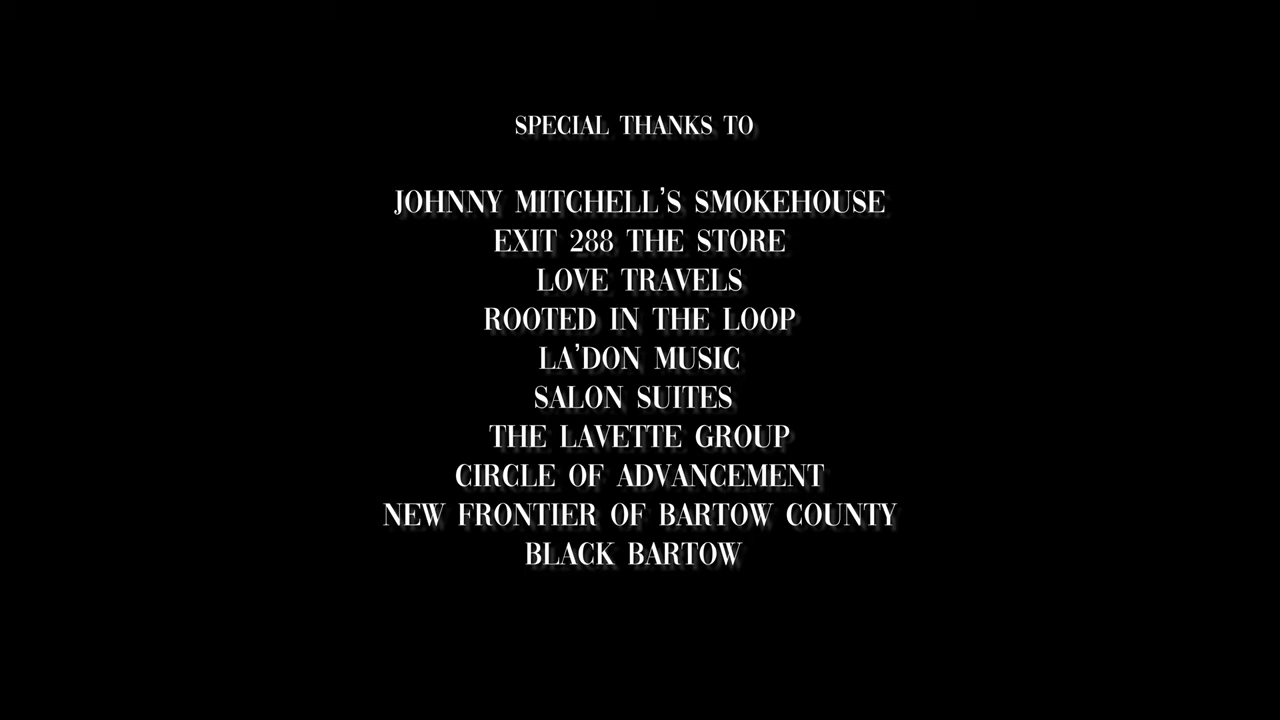 SPECIAL THANKS TO
JOHNNY MITCHELL'S SMOKEHOUSE
EXIT 288 THE STORE
LOVE TRAVELS
ROOTED IN THE LOOP
LA'DON MUSIC
SALON SUITES
THE LAVETTE GROUP
CIRCLE OF ADVANCEMENT
NEW FRONTIER OF BARTOW COUNTY
BLACK BARTOW